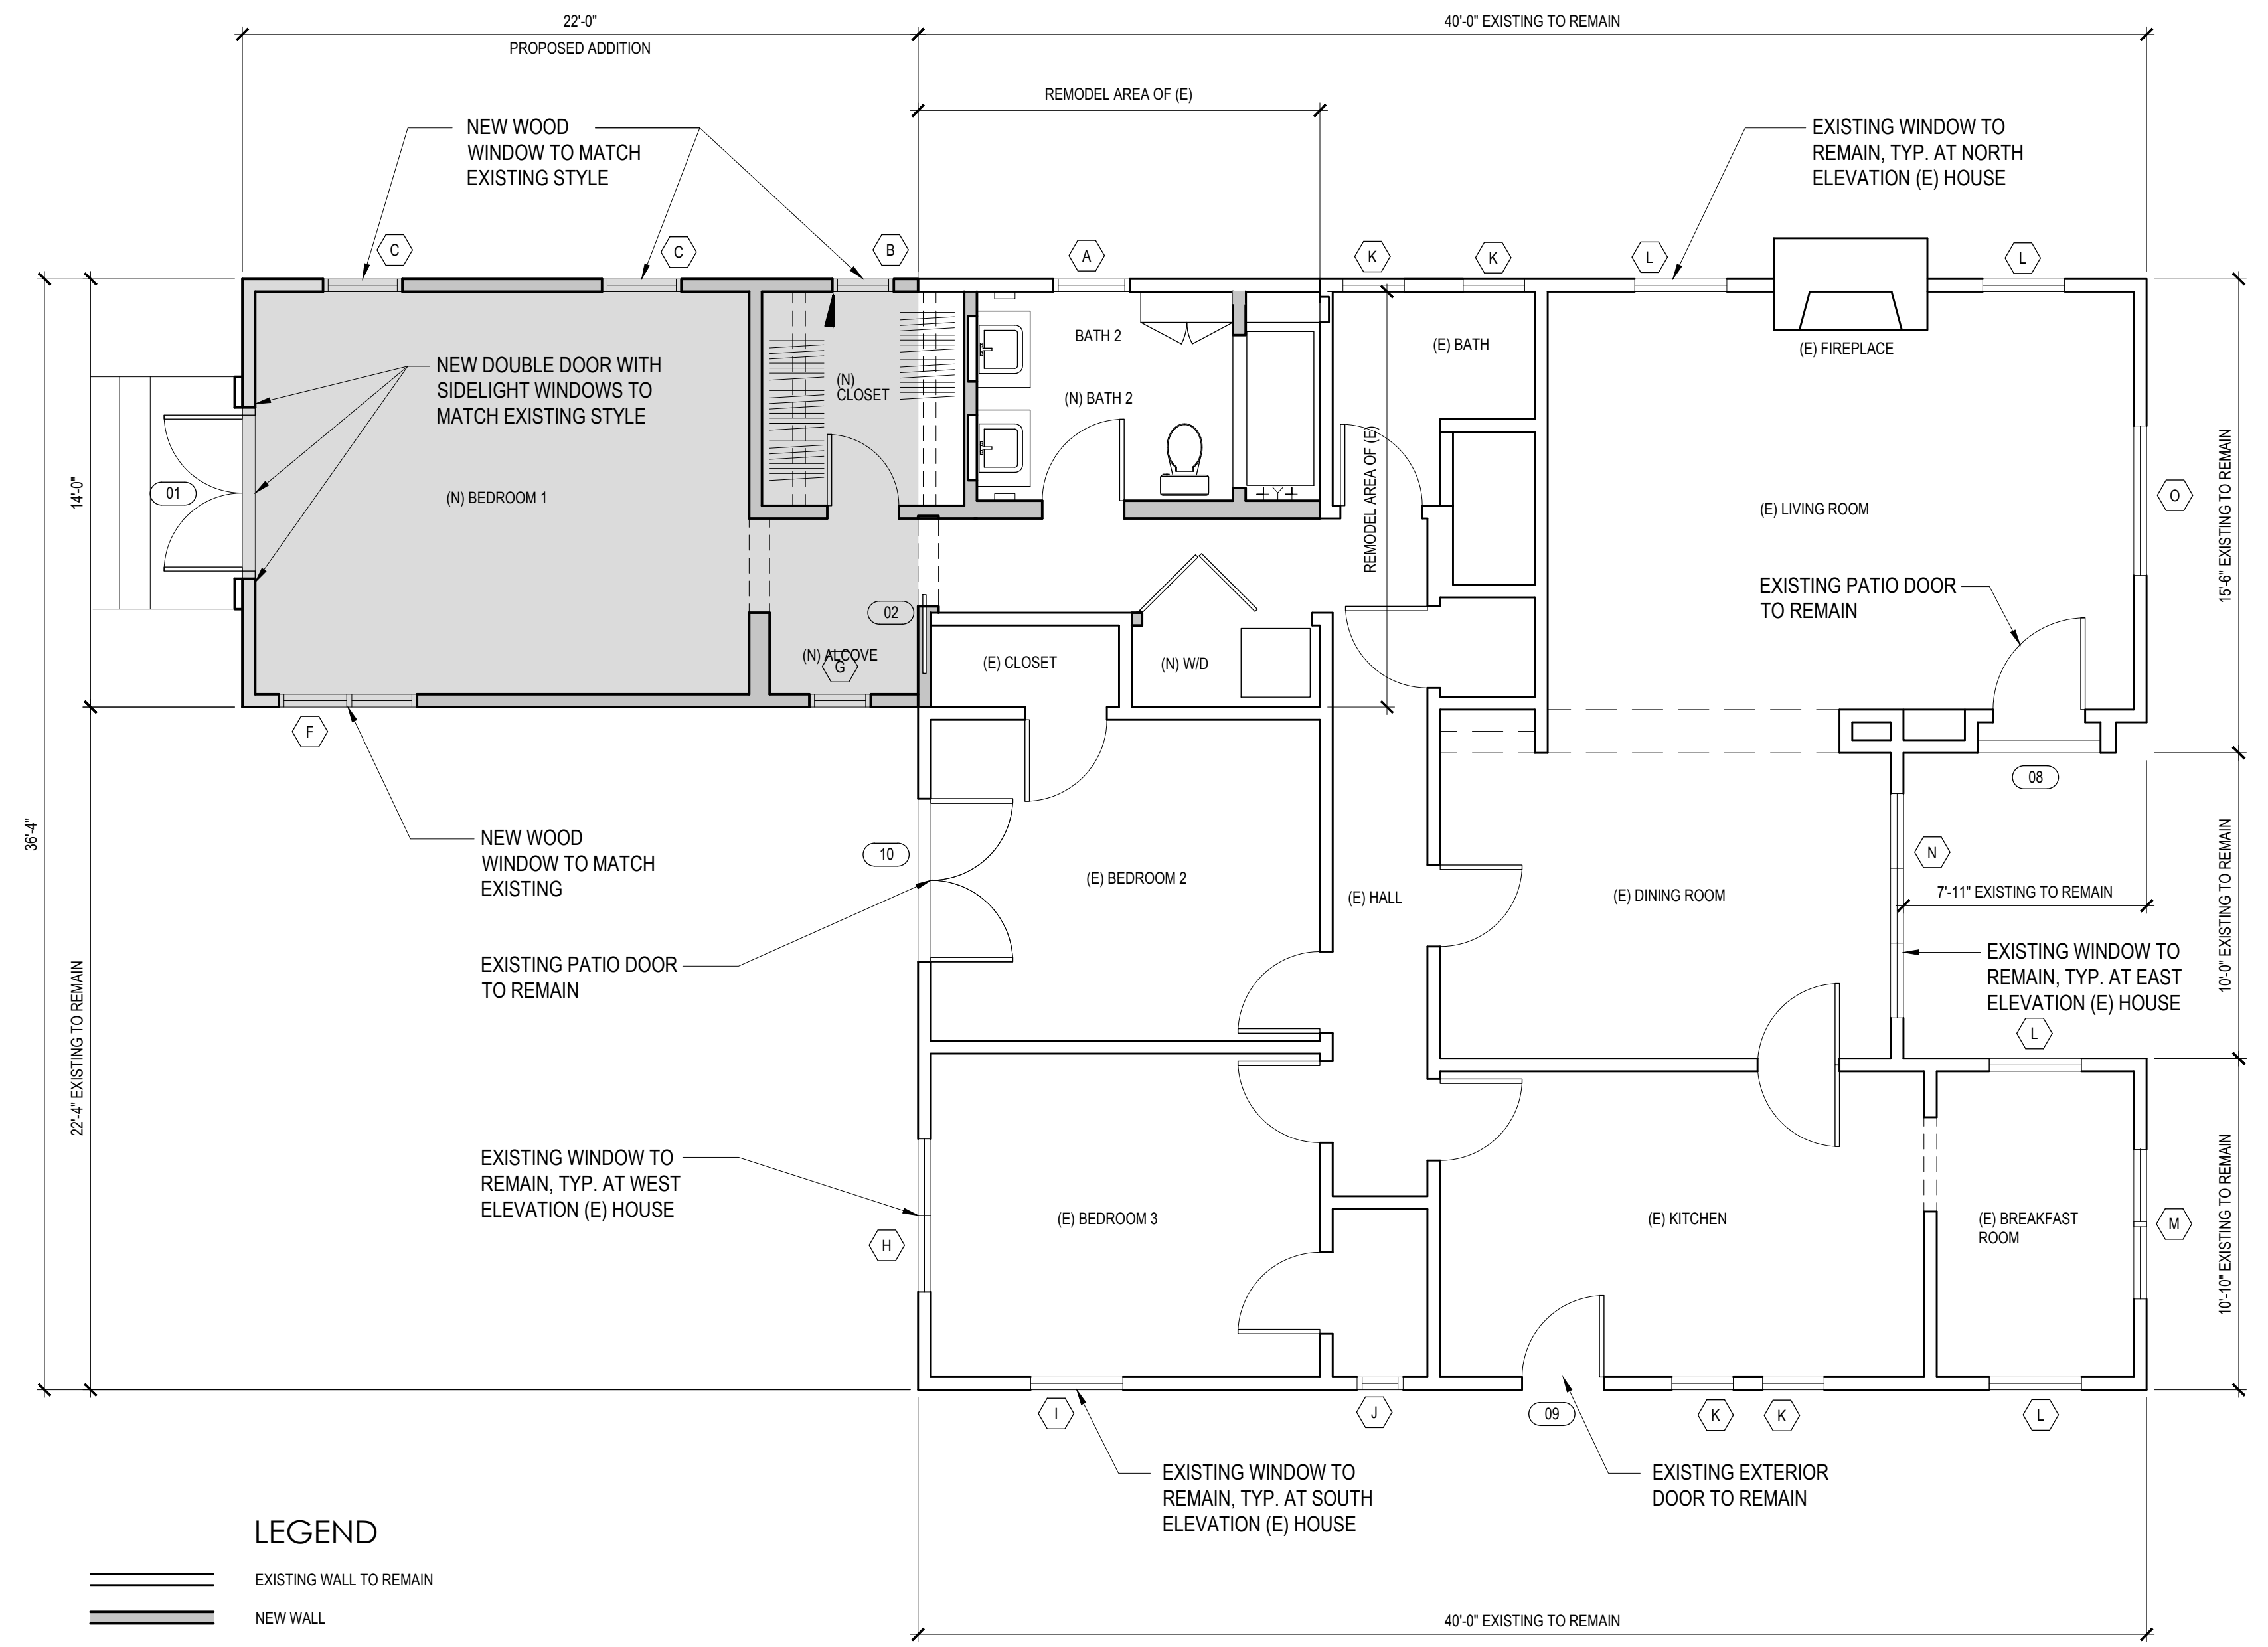 22'-0"
40'-0" EXISTING TO REMAIN
PROPOSED ADDITION
REMODEL AREA OF (E)
NEW WOOD
WINDOW TO MATCH
EXISTING STYLE
EXISTING WINDOW TO
REMAIN, TYP. AT NORTH
ELEVATION (E) HOUSE
C
C
B
A
K
K
L
L
BATH 2
(E) BATH
(E) FIREPLACE
NEW DOUBLE DOOR WITH
SIDELIGHT WINDOWS TO
MATCH EXISTING STYLE
(N)
CLOSET
(N) BATH 2
01
(N) BEDROOM 1
14'-0"
REMODEL AREA OF (E)
(E) LIVING ROOM
O
15'-6" EXISTING TO REMAIN
EXISTING PATIO DOOR
TO REMAIN
02
(N) ALCOVE
G
(E) CLOSET
(N) W/D
F
08
36'-4"
NEW WOOD
WINDOW TO MATCH
EXISTING
10
(E) BEDROOM 2
(E) HALL
(E) DINING ROOM
N
7'-11" EXISTING TO REMAIN
10'-0" EXISTING TO REMAIN
EXISTING PATIO DOOR
TO REMAIN
EXISTING WINDOW TO
REMAIN, TYP. AT EAST
ELEVATION (E) HOUSE
L
22'-4" EXISTING TO REMAIN
EXISTING WINDOW TO
REMAIN, TYP. AT WEST
ELEVATION (E) HOUSE
H
(E) BEDROOM 3
(E) KITCHEN
(E) BREAKFAST
ROOM
M
10'-10" EXISTING TO REMAIN
I
J
09
K
K
L
EXISTING WINDOW TO
REMAIN, TYP. AT SOUTH
ELEVATION (E) HOUSE
EXISTING EXTERIOR
DOOR TO REMAIN
LEGEND
EXISTING WALL TO REMAIN
NEW WALL
40'-0" EXISTING TO REMAIN